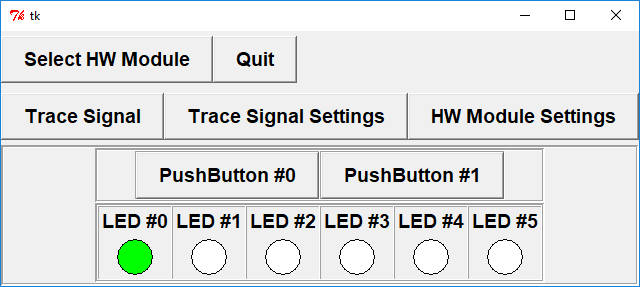 tk
Select HW Module Quit
Trace Signal Trace Signal Settings HW Module Settings
PushButton #0 PushButton #1
LED #0 LED #1 LED #2 LED #3 LED #4 LED #5